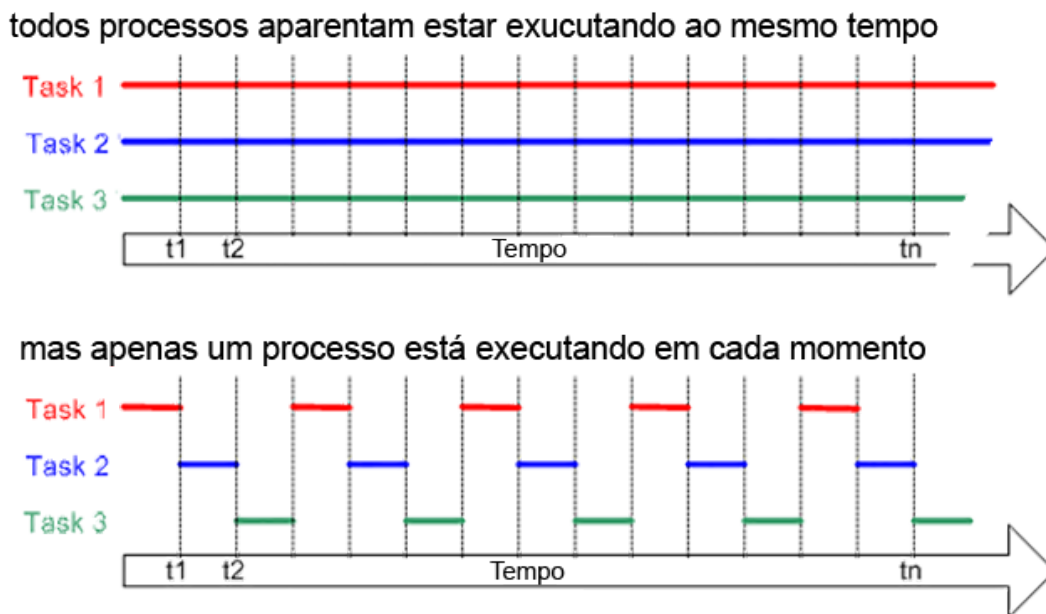 todos processos aparentam estar exucutando ao mesmo tempo
Task 1
Task 2
Task 3
t1 t2 Tempo tn
mas apenas um processo está executando em cada momento
Task 1
Task 2
Task 3
t1 t2 Tempo tn